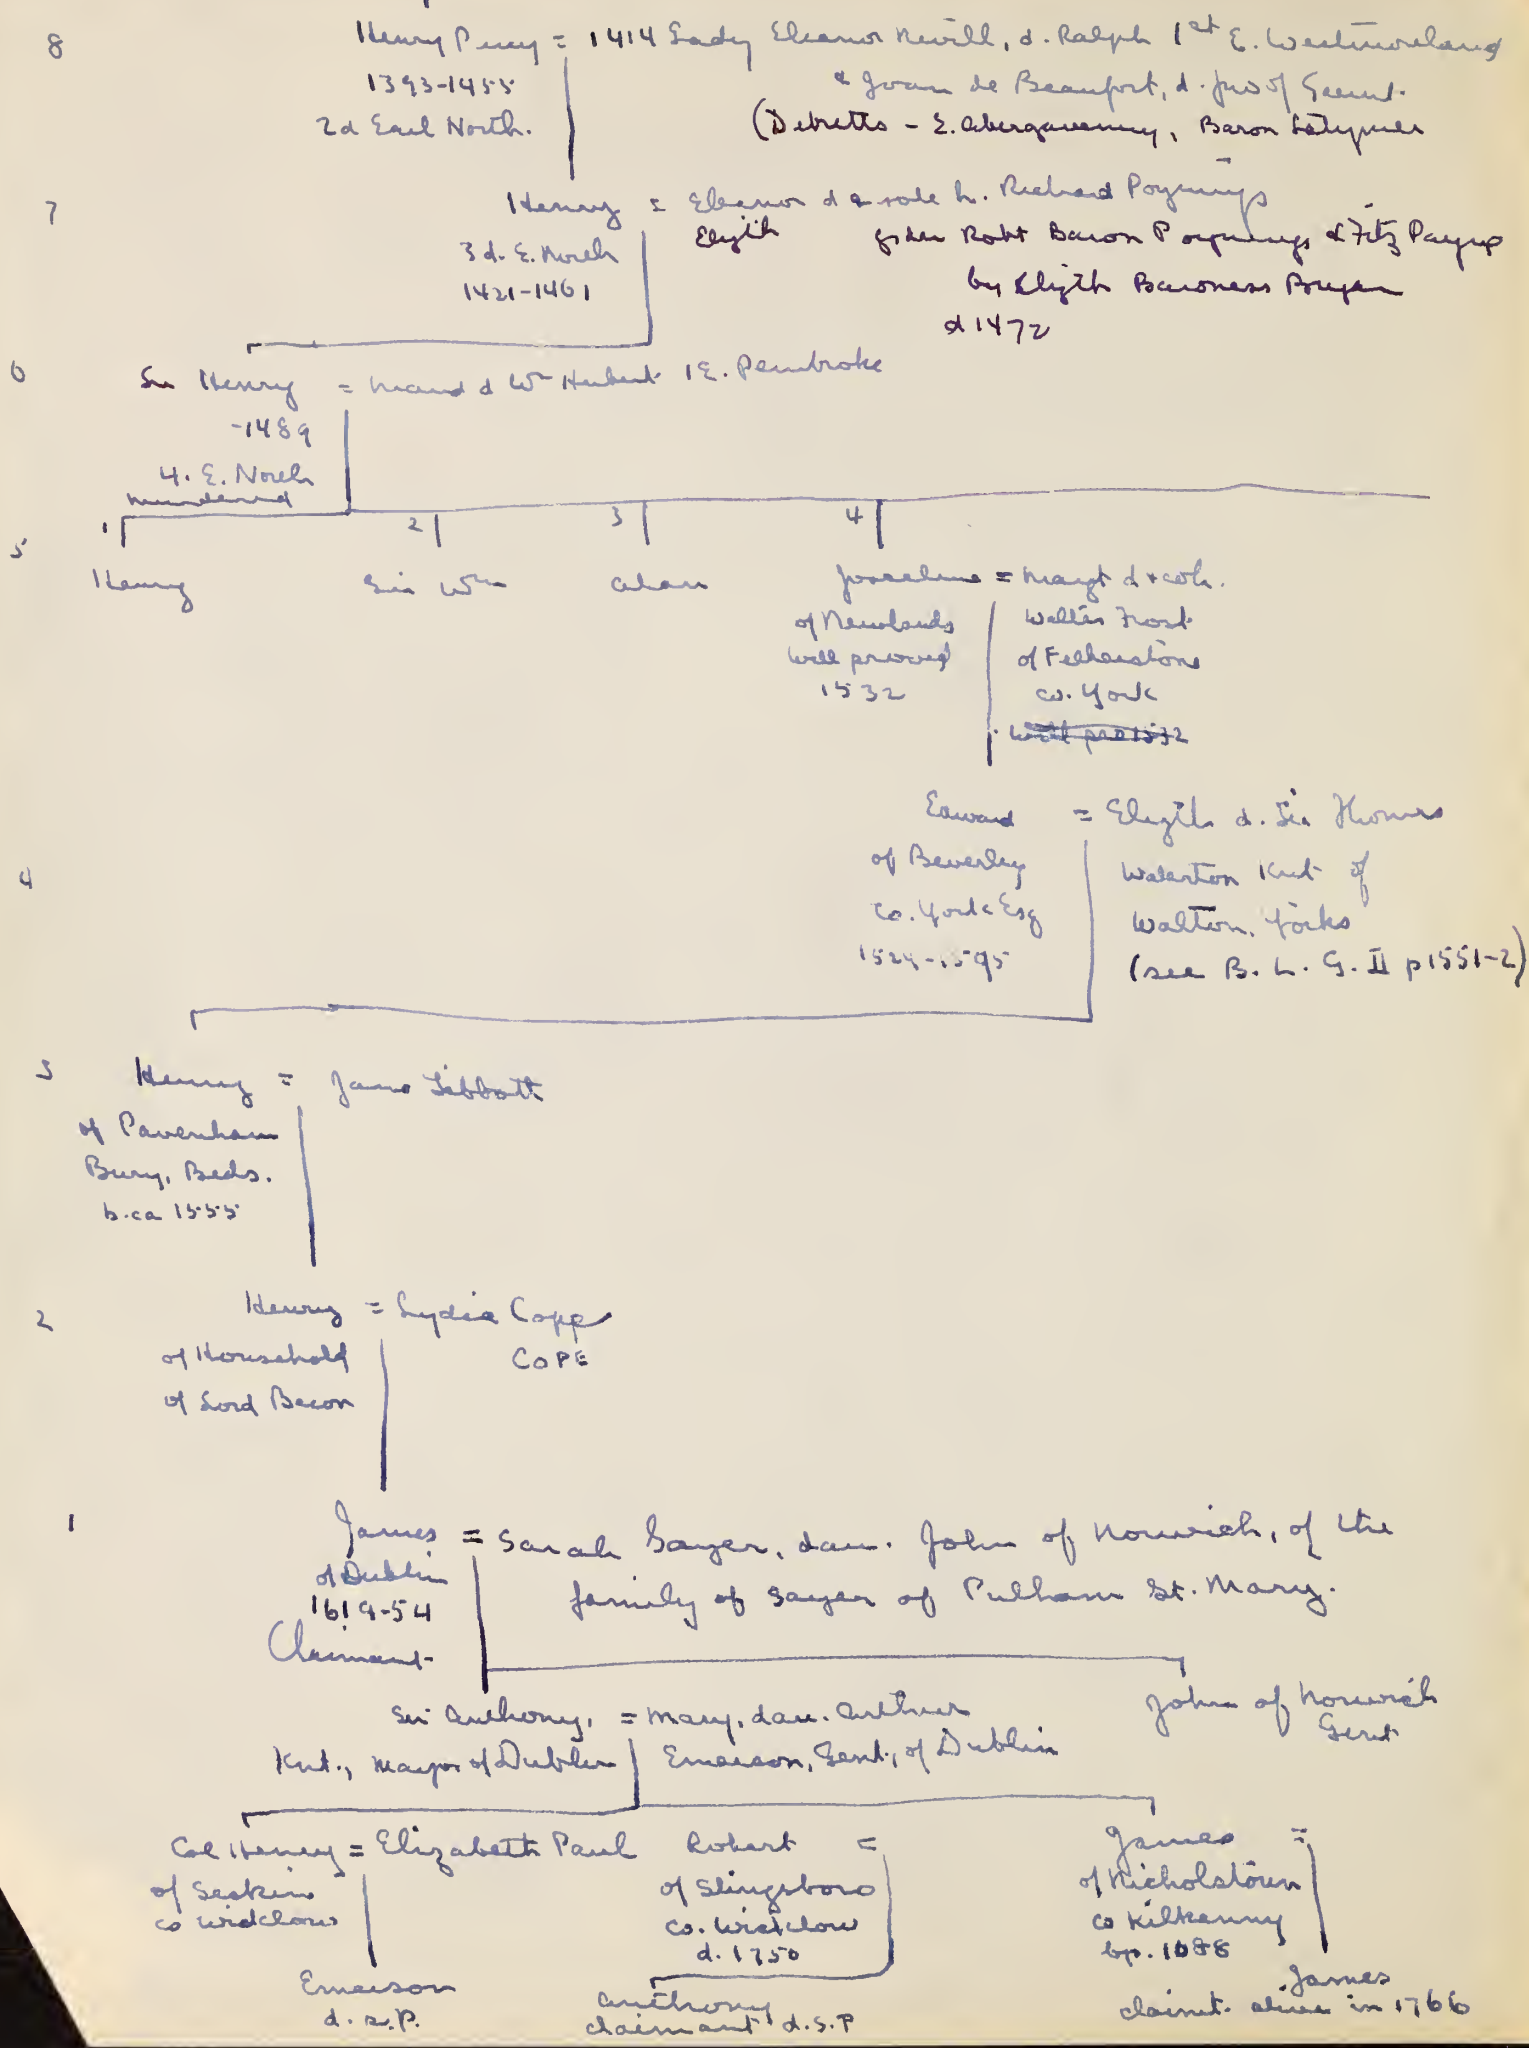 8 Henry Percy = 1414 Lady Eleanor Nevill, d. Ralph 1st E. Westmoreland
1393-1455 & Joan de Beaufort, d. Jno of Gaunt.
2d Earl North. (Debretts - E. Abergavenny, Baron Latymer
7 Henry = Eleanor d & sole h. Richard Poynings
3d. E. North Elizth Robt Baron Poynings & Fitz Payne
1421-1461 by Elizth Baroness Bryan
d 1472
6 Sir Henry = Maud d Wm Herbert 1E. Pembroke
-1489
4. E. North
murdered
1 2 3 4
5 Henry Sir Wm Alan Josceline = Margt d + coh.
of Newlands Walter Frost
Will proved of Fetherstone
1532 co. York
Will pro 1532
Edward = Elizth d. Sir Thomas
4 of Beverley Waterton Knt of
co. York Esq Walton, Yorks
1524-1595 (see B. L. G. II p1551-2)
3 Henry = Jane Tibbott
of Pavenham
Bury, Beds.
b. ca 1555
2 Henry = Lydia Cope
of Household COPE
of Lord Bacon
1 James = Sarah Sayer, dau. John of Norwich, of the
of Dublin family of Sayer of Pulham St. Mary.
1619-54
Claimant
Sir Anthony, = Mary, dau. Arthur John of Norwich
Knt., Mayor of Dublin Emerson, Gent., of Dublin Gent
Col Henry = Elizabeth Paul Robert = James =
of Seskin of Slingsboro of Nicholstown
co Wicklow co. Wicklow co Kilkenny
d. 1750 bp. 1688
Emerson Anthony James
d. s. P. claimant d.S.P claimt. alive in 1766